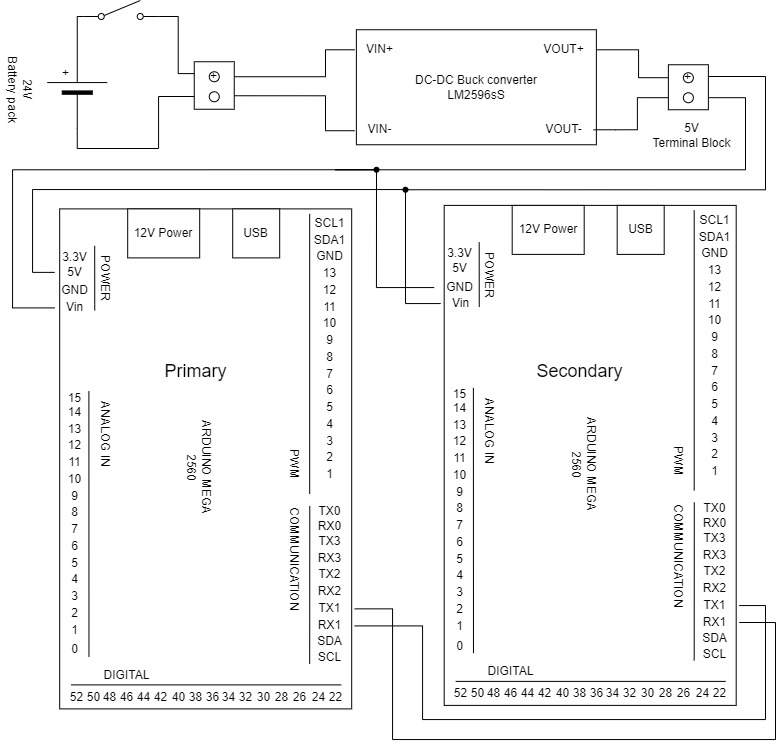 +
24V
Battery pack
VIN+
VOUT+
DC-DC Buck converter
LM2596sS
VIN-
VOUT-
5V
Terminal Block
12V Power
USB
SCL1
SDA1
GND
13
12
11
10
9
8
7
6
5
4
3
2
1
3.3V
5V
GND
Vin
POWER
Primary
15
14
13
12
11
10
9
8
7
6
5
4
3
2
1
0
ANALOG IN
ARDUINO MEGA
2560
PWM
COMMUNICATION
TX0
RX0
TX3
RX3
TX2
RX2
TX1
RX1
SDA
SCL
DIGITAL
52 50 48 46 44 42 40 38 36 34 32 30 28 26 24 22
12V Power
USB
SCL1
SDA1
GND
13
12
11
10
9
8
7
6
5
4
3
2
1
3.3V
5V
GND
Vin
POWER
Secondary
15
14
13
12
11
10
9
8
7
6
5
4
3
2
1
0
ANALOG IN
ARDUINO MEGA
2560
PWM
COMMUNICATION
TX0
RX0
TX3
RX3
TX2
RX2
TX1
RX1
SDA
SCL
DIGITAL
52 50 48 46 44 42 40 38 36 34 32 30 28 26 24 22